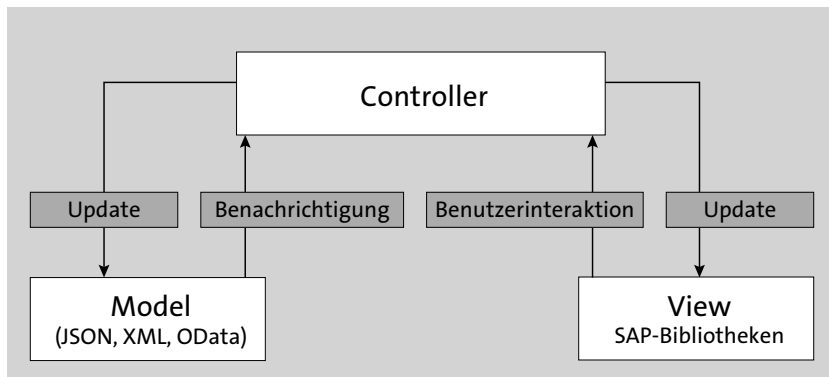 Controller
Update
Benachrichtigung
Benutzerinteraktion
Update
Model
(JSON, XML, OData)
View
SAP-Bibliotheken